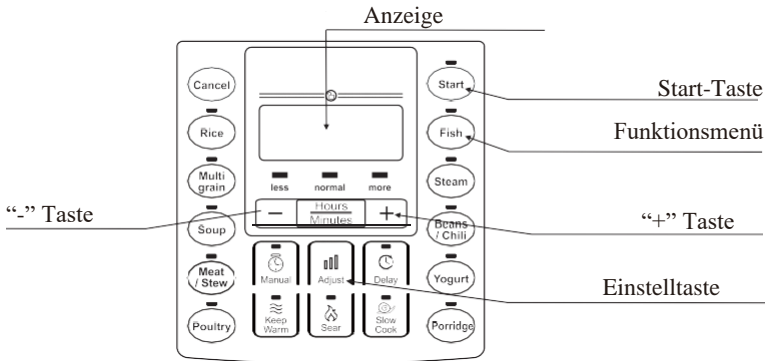 Anzeige
Cancel
Start
Start-Taste
Rice
Fish
Funktionsmenü
Multi
grain
less normal more
Steam
“-” Taste
− Hours
Minutes +
“+” Taste
Soup
Beans
/ Chili
Meat
/ Stew
Manual
Adjust
Delay
Yogurt
Einstelltaste
Poultry
Keep
Warm
Sear
Slow
Cook
Porridge